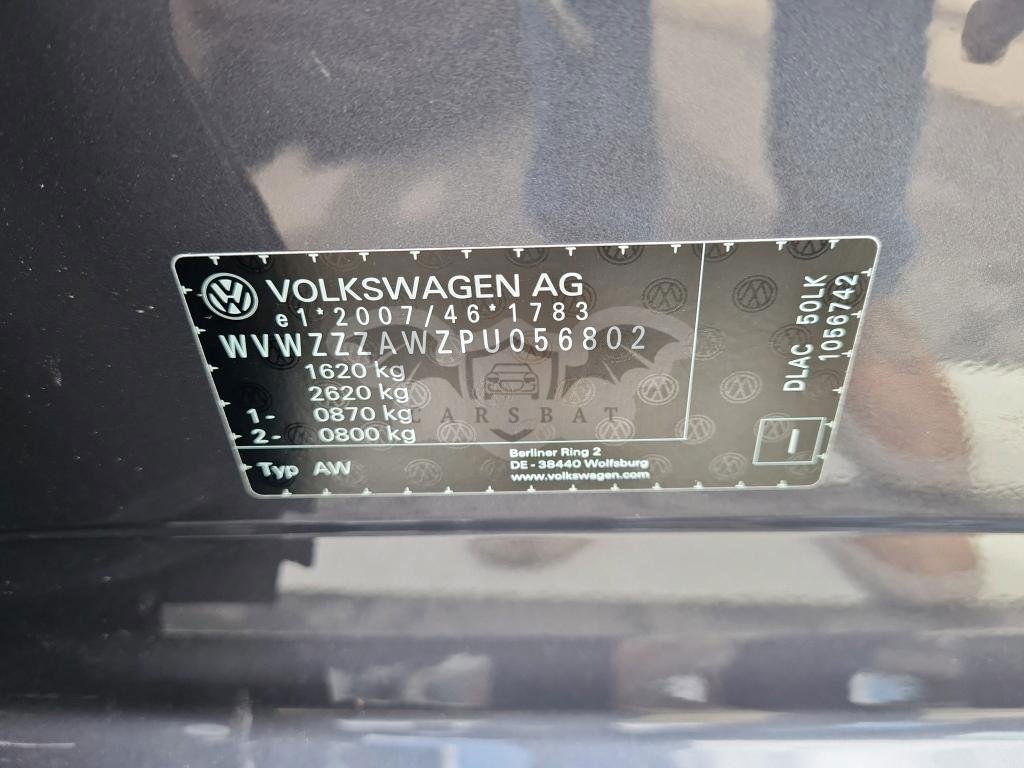 VOLKSWAGEN AG
e1*2007/46*1783
WVWZZZAWZPU056802
1620 kg
2620 kg
1- 0870 kg
2- 0800 kg
Typ AW
Berliner Ring 2
DE - 38440 Wolfsburg
www.volkswagen.com
DLAC 50LK
1056742
I
CARSBAT